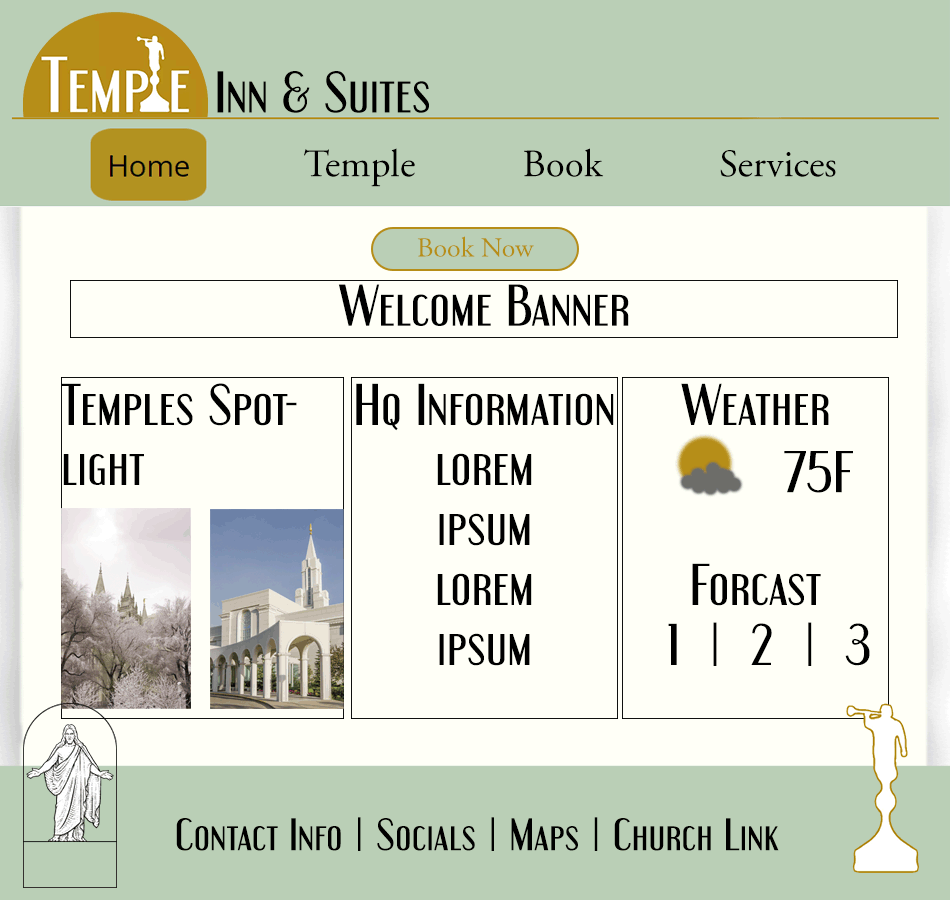 Temple Inn & Suites
Home Temple Book Services
Book Now
Welcome Banner
Temples Spot-
light
Hq Information
lorem
ipsum
lorem
ipsum
Weather
75F
Forcast
1 | 2 | 3
Contact Info | Socials | Maps | Church Link